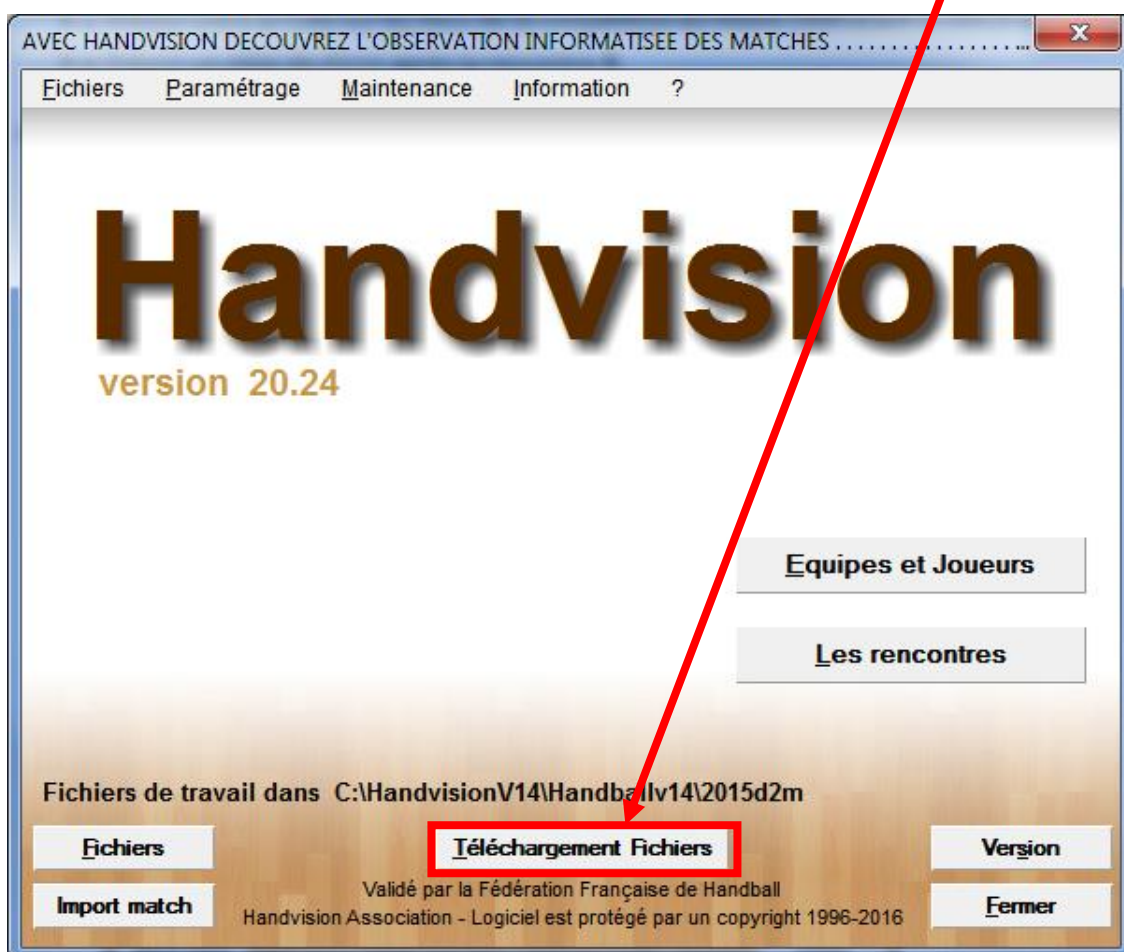 AVEC HANDVISION DECOUVREZ L'OBSERVATION INFORMATISEE DES MATCHES . . . . . . . . . . . . . . . . . . ...
X
Fichiers Paramétrage Maintenance Information ?
Handvision
version 20.24
Equipes et Joueurs
Les rencontres
Fichiers de travail dans C:\HandvisionV14\Handballv14\2015d2m
Fichiers Téléchargement Fichiers Version
Import match
Validé par la Fédération Française de Handball
Handvision Association - Logiciel est protégé par un copyright 1996-2016
Fermer